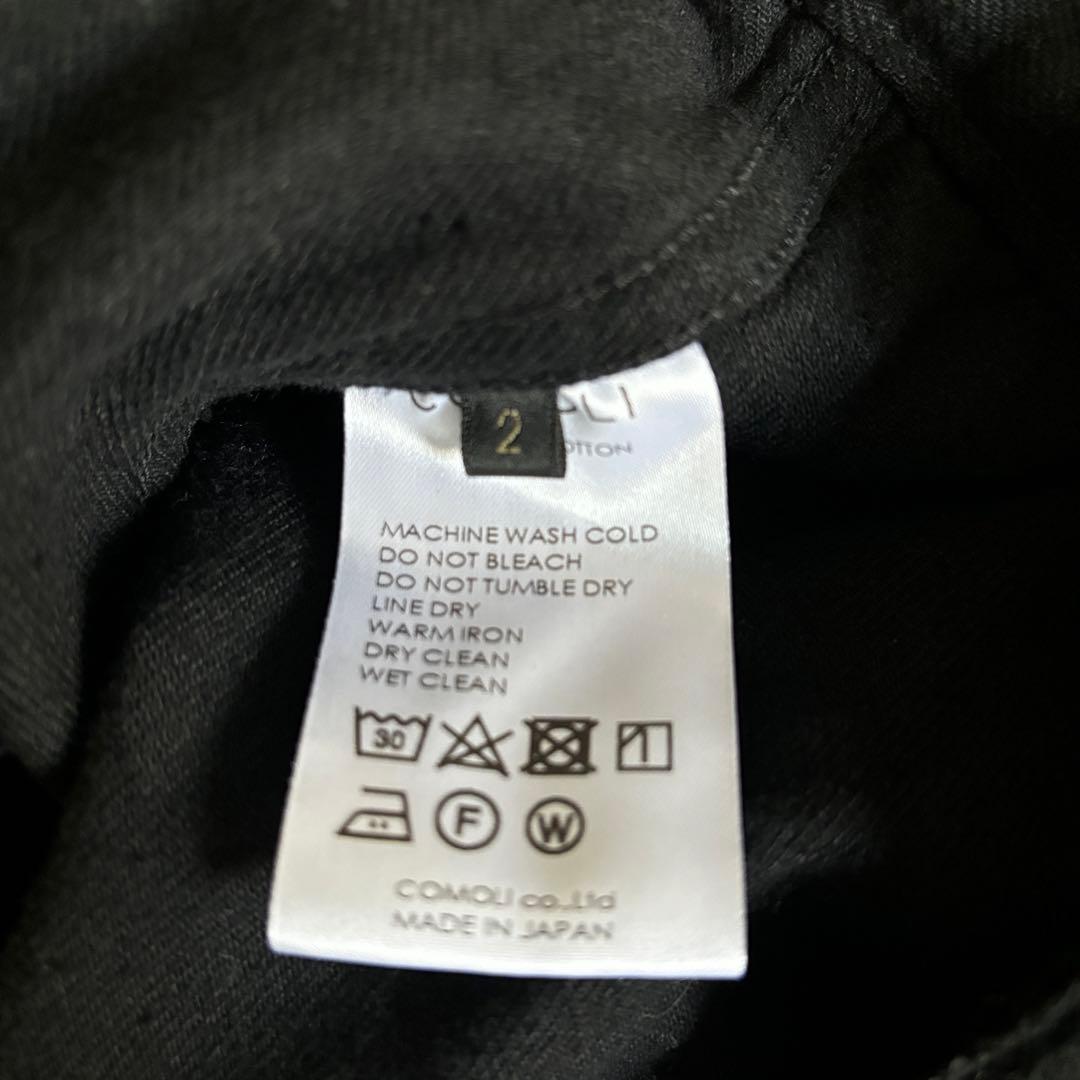 2
MACHINE WASH COLD
DO NOT BLEACH
DO NOT TUMBLE DRY
LINE DRY
WARM IRON
DRY CLEAN
WET CLEAN
30
F
W
COMOLI co.,Ltd
MADE IN JAPAN